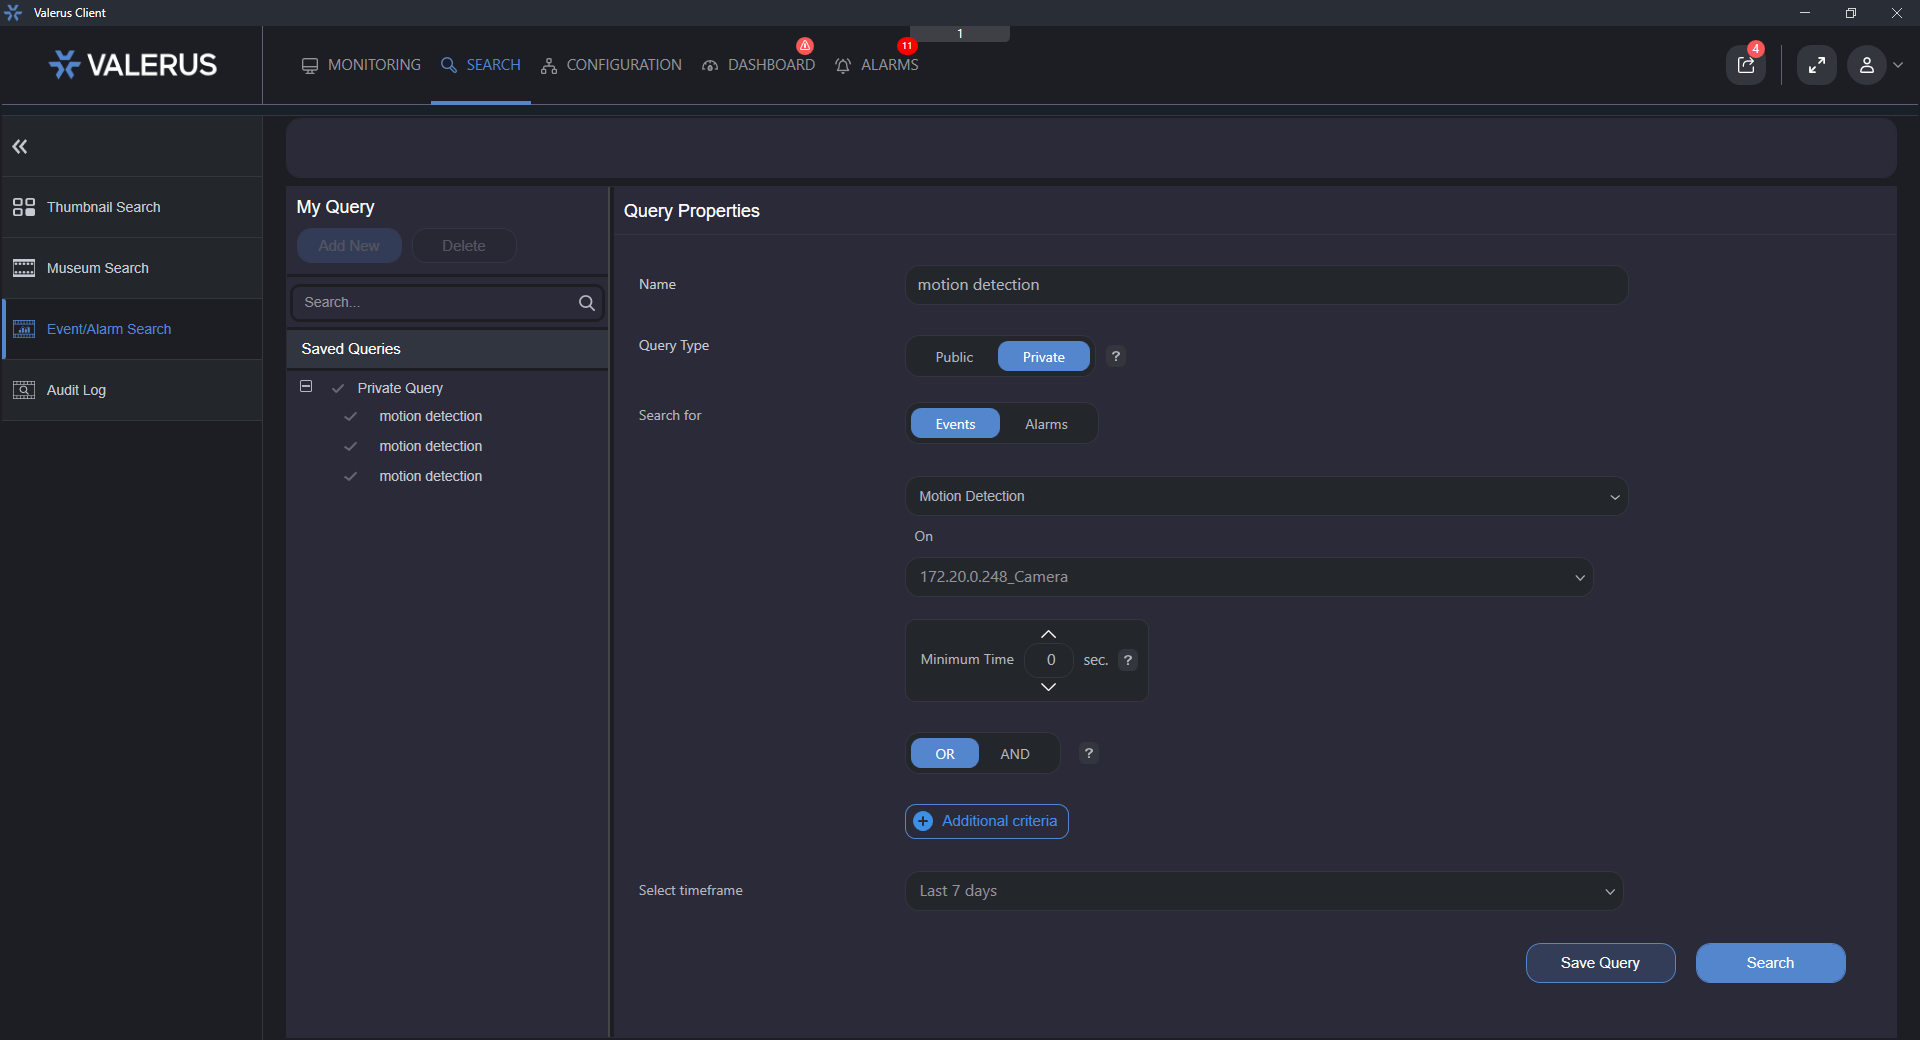 Valerus Client
VALERUS
MONITORING
SEARCH
CONFIGURATION
DASHBOARD
ALARMS
11
1
4
Thumbnail Search
Museum Search
Event/Alarm Search
Audit Log
My Query
Add New
Delete
Search...
Saved Queries
Private Query
motion detection
motion detection
motion detection
Query Properties
Name
motion detection
Query Type
Public
Private
?
Search for
Events
Alarms
Motion Detection
On
172.20.0.248_Camera
Minimum Time
0
sec.
?
OR
AND
?
Additional criteria
Select timeframe
Last 7 days
Save Query
Search